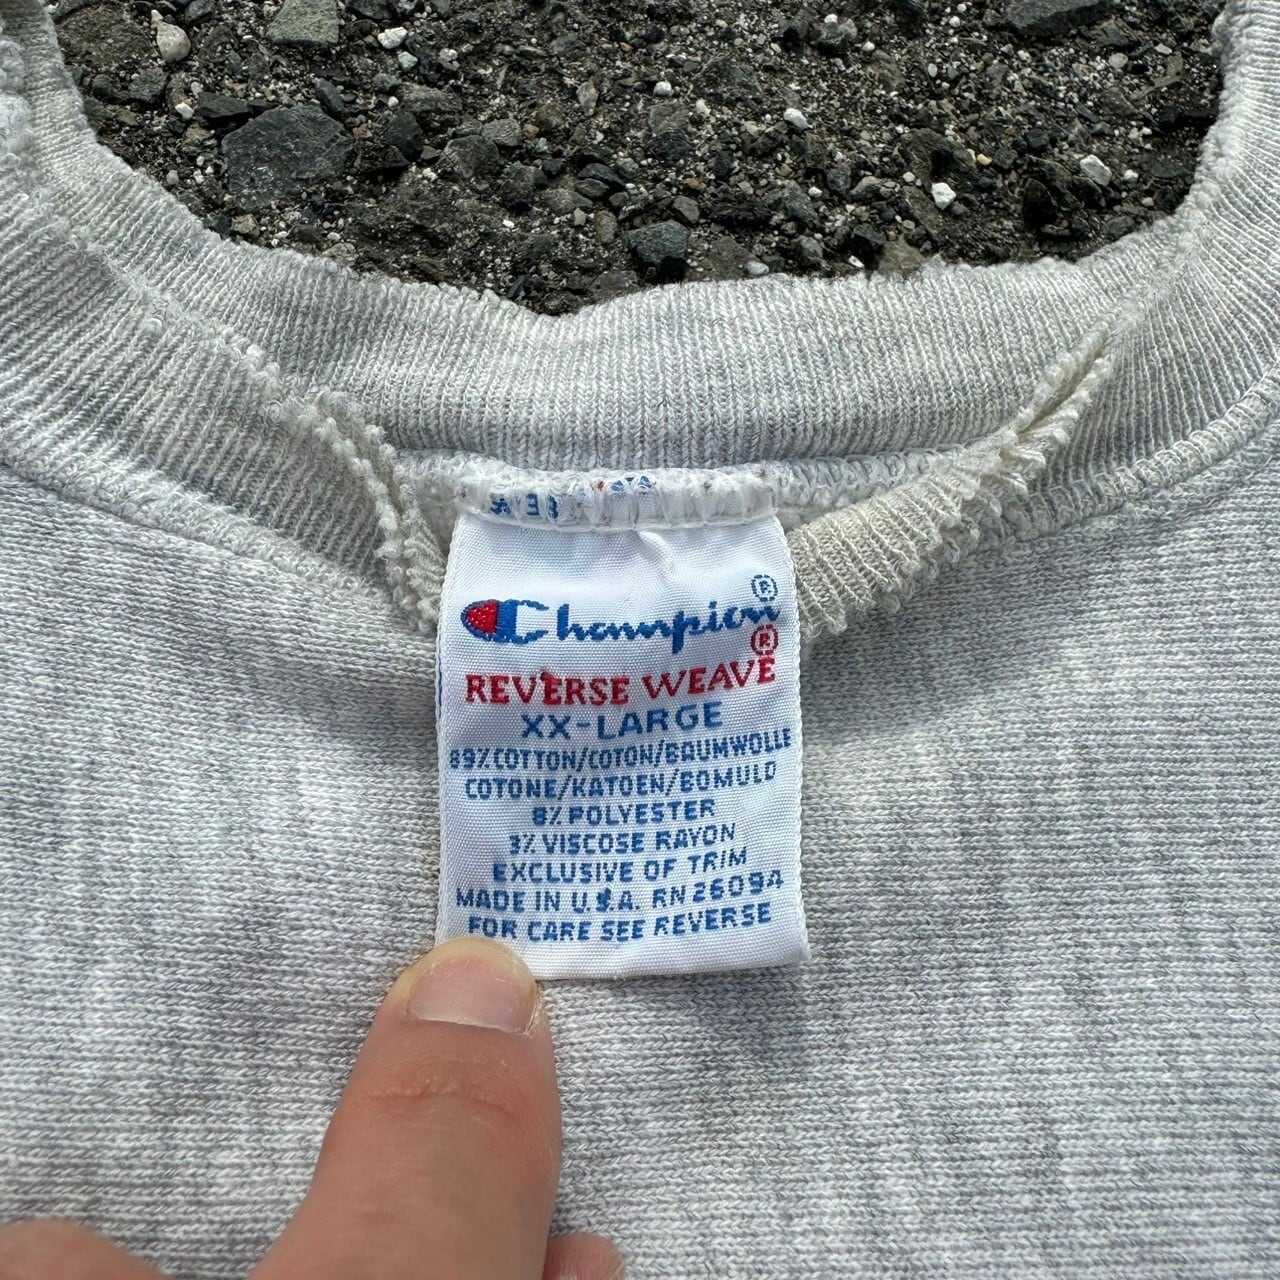 Champion®
REVERSE WEAVE®
XX-LARGE
89% COTTON/COTON/BAUMWOLLE
COTONE/KATOEN/BOMULD
8% POLYESTER
3% VISCOSE RAYON
EXCLUSIVE OF TRIM
MADE IN U.S.A. RN 26094
FOR CARE SEE REVERSE